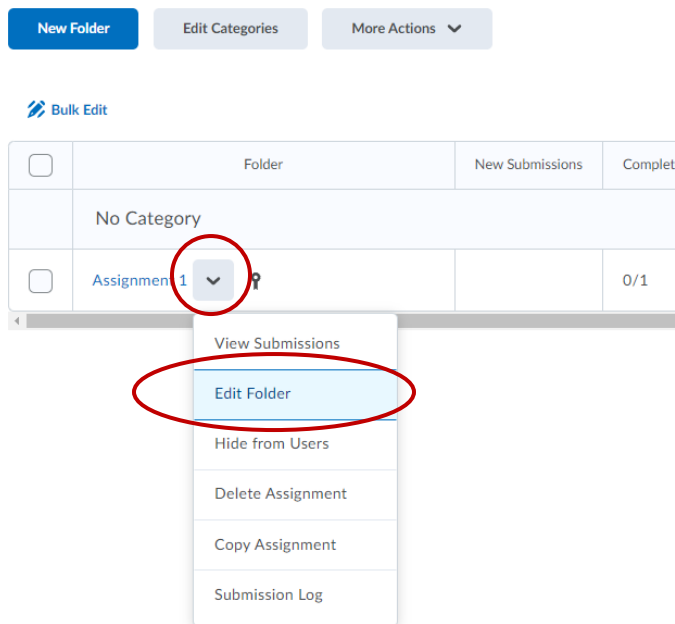 New Folder Edit Categories More Actions
Bulk Edit
Folder New Submissions Complet
No Category
Assignment 1 0/1
View Submissions
Edit Folder
Hide from Users
Delete Assignment
Copy Assignment
Submission Log